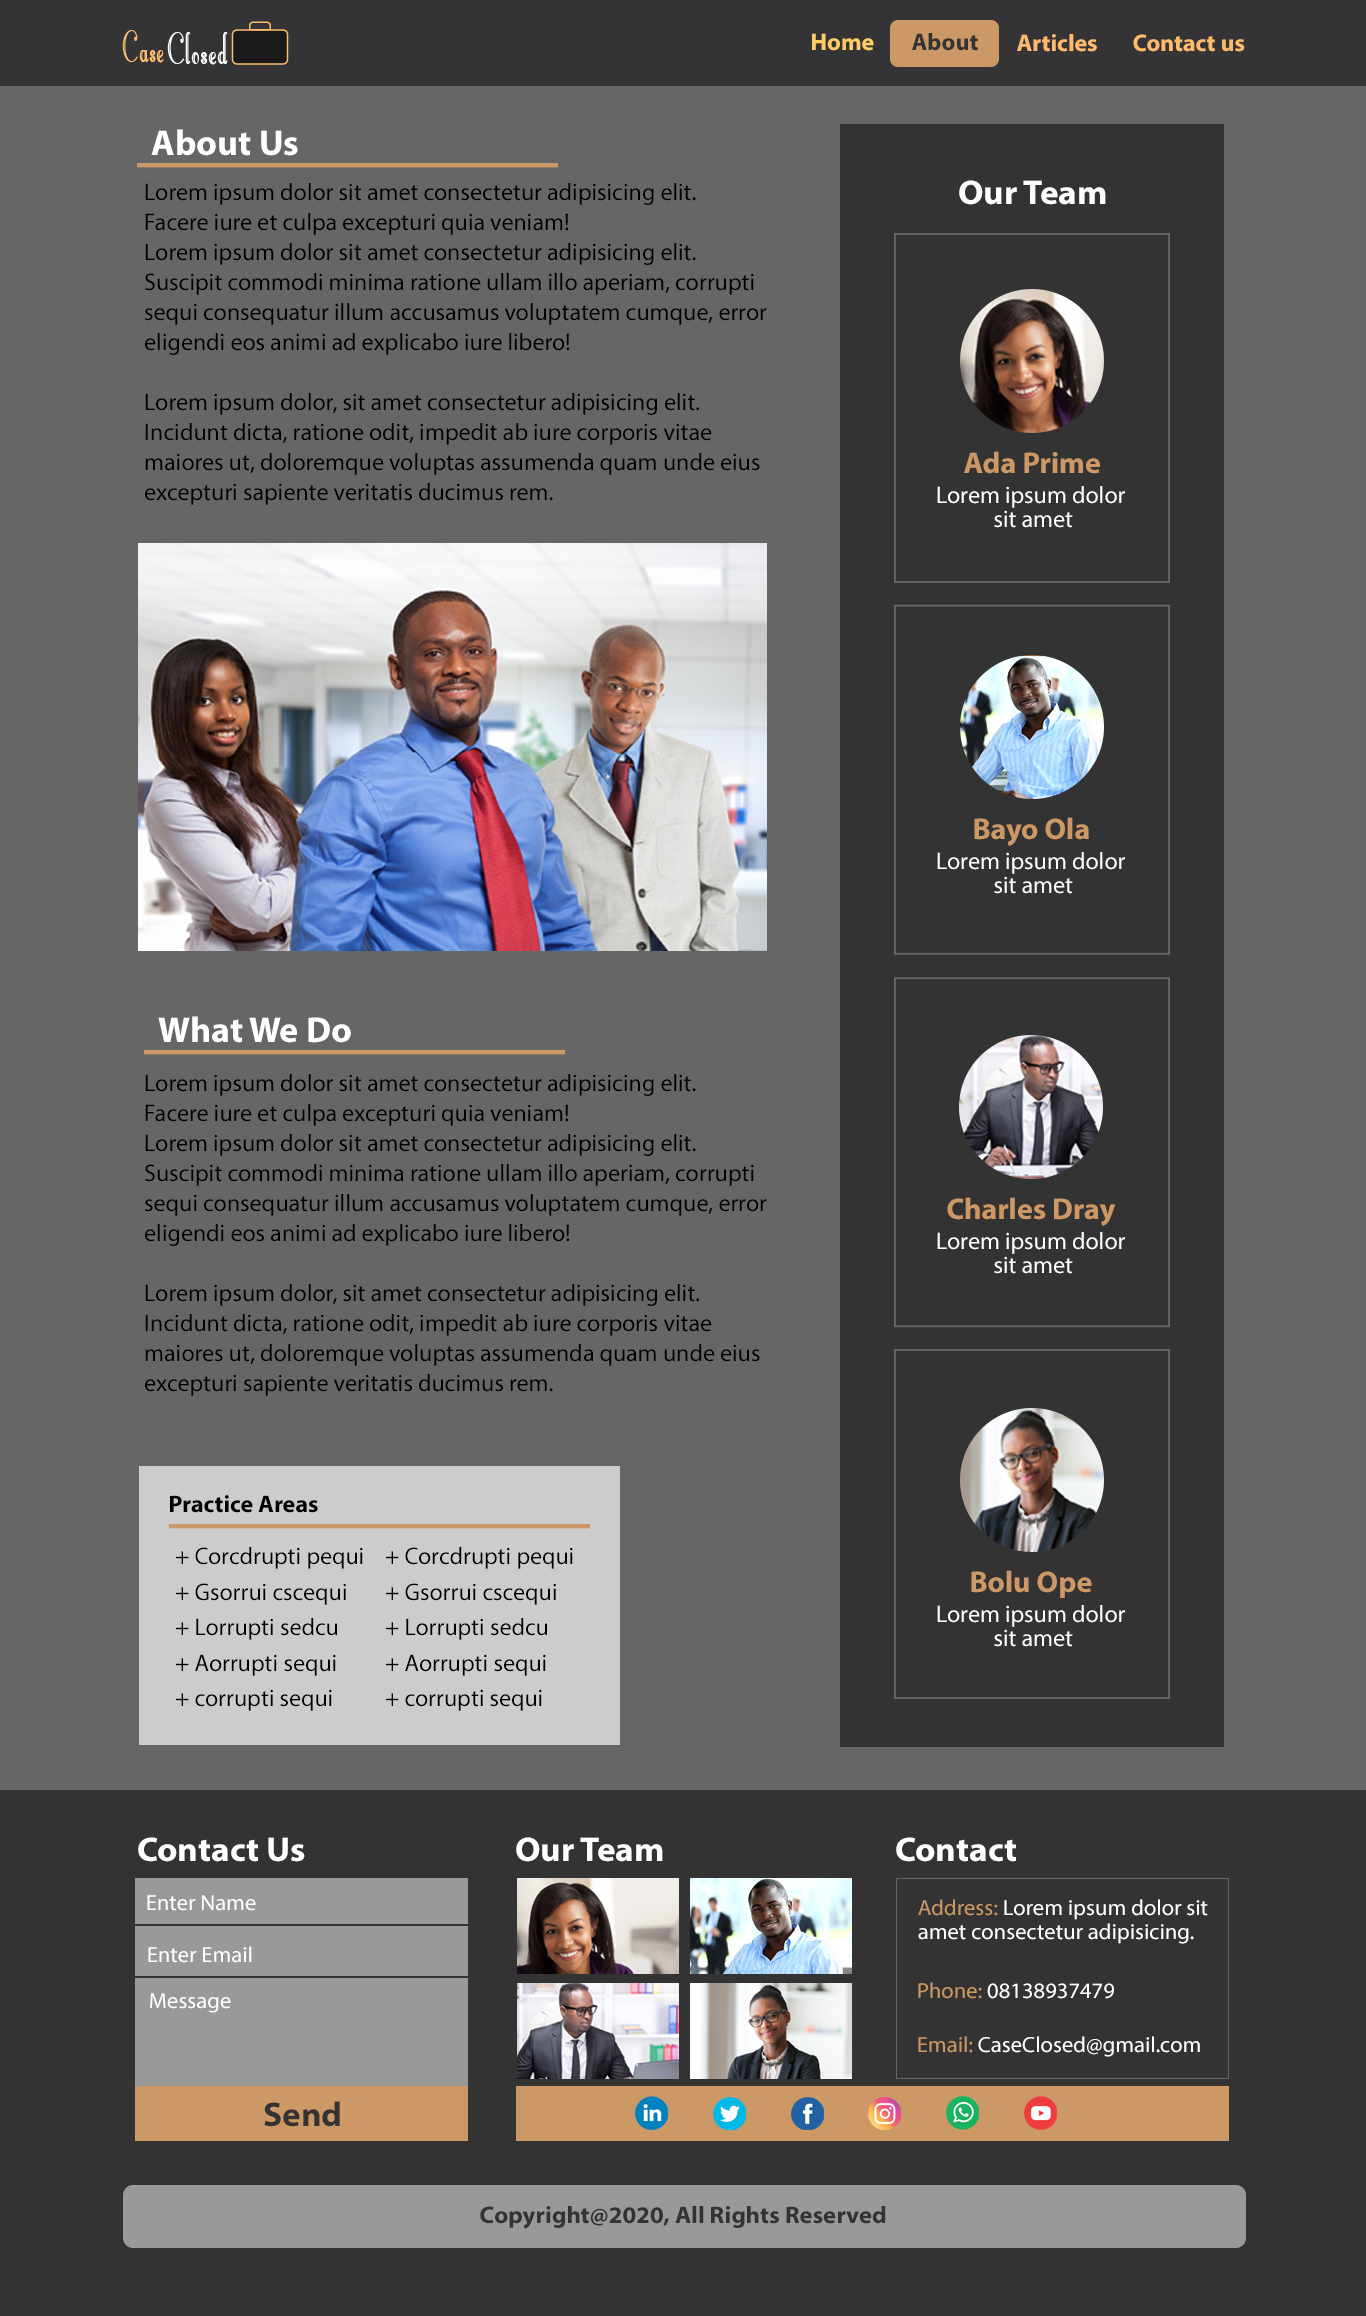 Case Closed
Home About Articles Contact us
About Us
Lorem ipsum dolor sit amet consectetur adipisicing elit.
Facere iure et culpa excepturi quia veniam!
Lorem ipsum dolor sit amet consectetur adipisicing elit.
Suscipit commodi minima ratione ullam illo aperiam, corrupti
sequi consequatur illum accusamus voluptatem cumque, error
eligendi eos animi ad explicabo iure libero!
Lorem ipsum dolor, sit amet consectetur adipisicing elit.
Incidunt dicta, ratione odit, impedit ab iure corporis vitae
maiores ut, doloremque voluptas assumenda quam unde eius
excepturi sapiente veritatis ducimus rem.
What We Do
Lorem ipsum dolor sit amet consectetur adipisicing elit.
Facere iure et culpa excepturi quia veniam!
Lorem ipsum dolor sit amet consectetur adipisicing elit.
Suscipit commodi minima ratione ullam illo aperiam, corrupti
sequi consequatur illum accusamus voluptatem cumque, error
eligendi eos animi ad explicabo iure libero!
Lorem ipsum dolor, sit amet consectetur adipisicing elit.
Incidunt dicta, ratione odit, impedit ab iure corporis vitae
maiores ut, doloremque voluptas assumenda quam unde eius
excepturi sapiente veritatis ducimus rem.
Practice Areas
+ Corcdrupti pequi + Corcdrupti pequi
+ Gsorrui cscequi + Gsorrui cscequi
+ Lorrupti sedcu + Lorrupti sedcu
+ Aorrupti sequi + Aorrupti sequi
+ corrupti sequi + corrupti sequi
Our Team
Ada Prime
Lorem ipsum dolor
sit amet
Bayo Ola
Lorem ipsum dolor
sit amet
Charles Dray
Lorem ipsum dolor
sit amet
Bolu Ope
Lorem ipsum dolor
sit amet
Contact Us
Enter Name
Enter Email
Message
Send
Our Team
Contact
Address: Lorem ipsum dolor sit
amet consectetur adipisicing.
Phone: 08138937479
Email: CaseClosed@gmail.com
Copyright@2020, All Rights Reserved